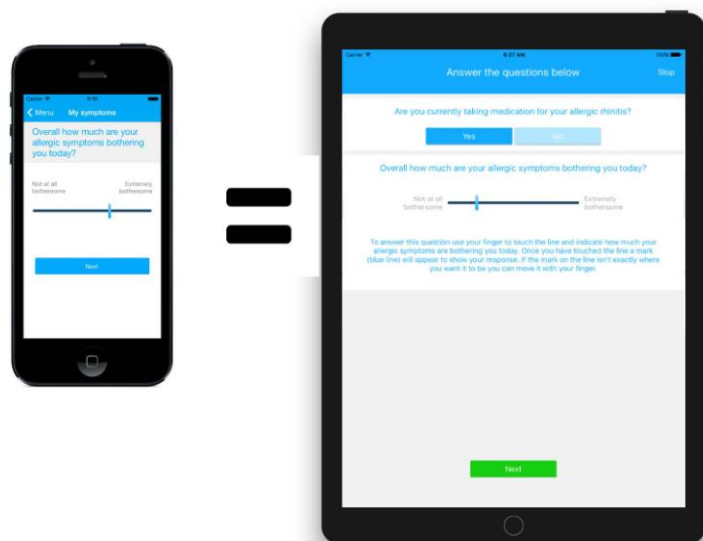 Carrier
9:41
Menu My symptoms
Overall how much are your
allergic symptoms bothering
you today?
Not at all
bothersome
Extremely
bothersome
Next
Carrier
8:27 AM
100%
Answer the questions below
Stop
Are you currently taking medication for your allergic rhinitis?
Yes
No
Overall how much are your allergic symptoms bothering you today?
Not at all
bothersome
Extremely
bothersome
To answer this question use your finger to touch the line and indicate how much your
allergic symptoms are bothering you today. Once you have touched the line a mark
(blue line) will appear to show your response. If the mark on the line isn't exactly where
you want it to be you can move it with your finger.
Next